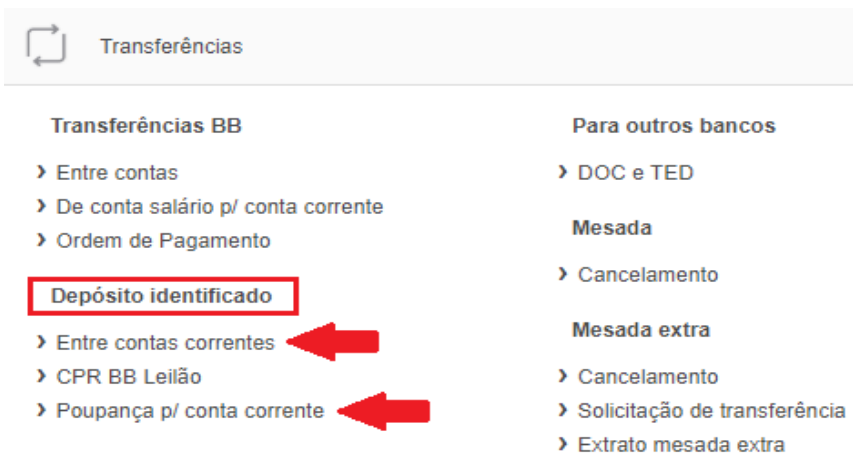 Transferências
Transferências BB
Entre contas
De conta salário p/ conta corrente
Ordem de Pagamento
Depósito identificado
Entre contas correntes
CPR BB Leilão
Poupança p/ conta corrente
Para outros bancos
DOC e TED
Mesada
Cancelamento
Mesada extra
Cancelamento
Solicitação de transferência
Extrato mesada extra